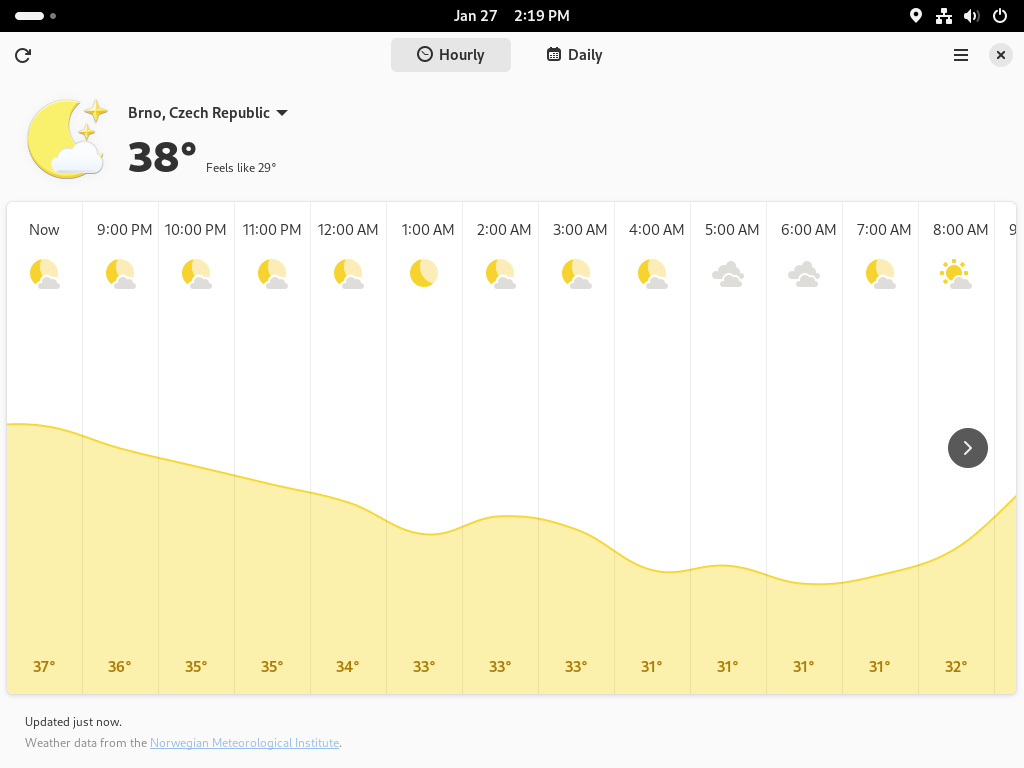 Jan 27 2:19 PM
Hourly Daily
Brno, Czech Republic
38° Feels like 29°
Now 9:00 PM 10:00 PM 11:00 PM 12:00 AM 1:00 AM 2:00 AM 3:00 AM 4:00 AM 5:00 AM 6:00 AM 7:00 AM 8:00 AM 9
37° 36° 35° 35° 34° 33° 33° 33° 31° 31° 31° 31° 32°
Updated just now.
Weather data from the Norwegian Meteorological Institute.